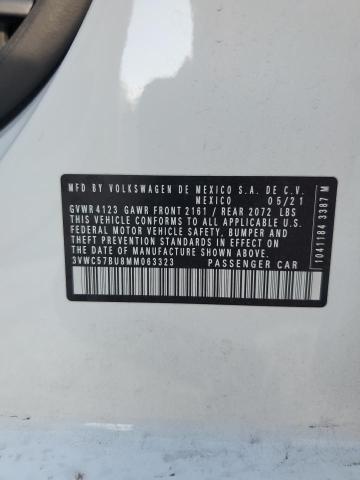 MFD BY VOLKSWAGEN DE MEXICO S.A. DE C.V.
MEXICO 05/21
GVWR 4123 GAWR FRONT 2161 / REAR 2072 LBS
THIS VEHICLE CONFORMS TO ALL APPLICABLE U.S.
FEDERAL MOTOR VEHICLE SAFETY, BUMPER AND
THEFT PREVENTION STANDARDS IN EFFECT ON
THE DATE OF MANUFACTURE SHOWN ABOVE
3VWC57BU8MM063323 PASSENGER CAR
1041184 3387 M